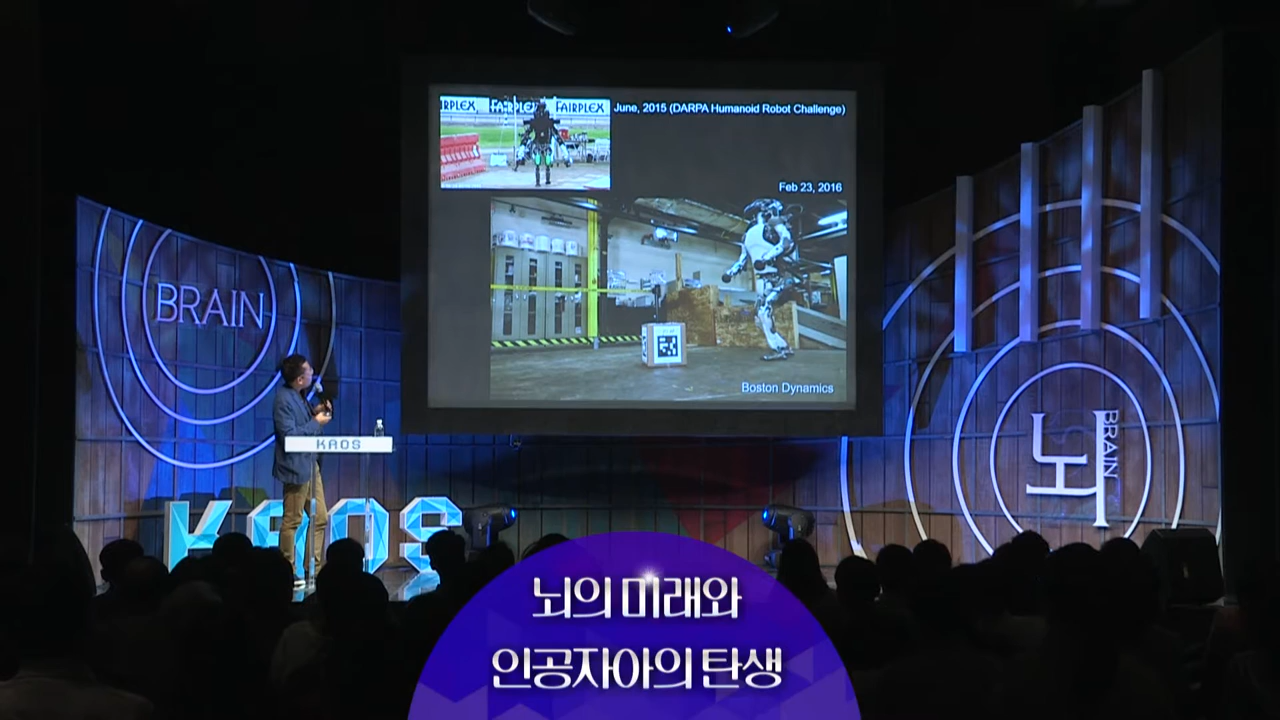 FAIRPLEX
FAIRPLEX
June, 2015 (DARPA Humanoid Robot Challenge)
Feb 23, 2016
Boston Dynamics
BRAIN
KAOS
KAOS
뇌
BRAIN
뇌의 미래와
인공자아의 탄생